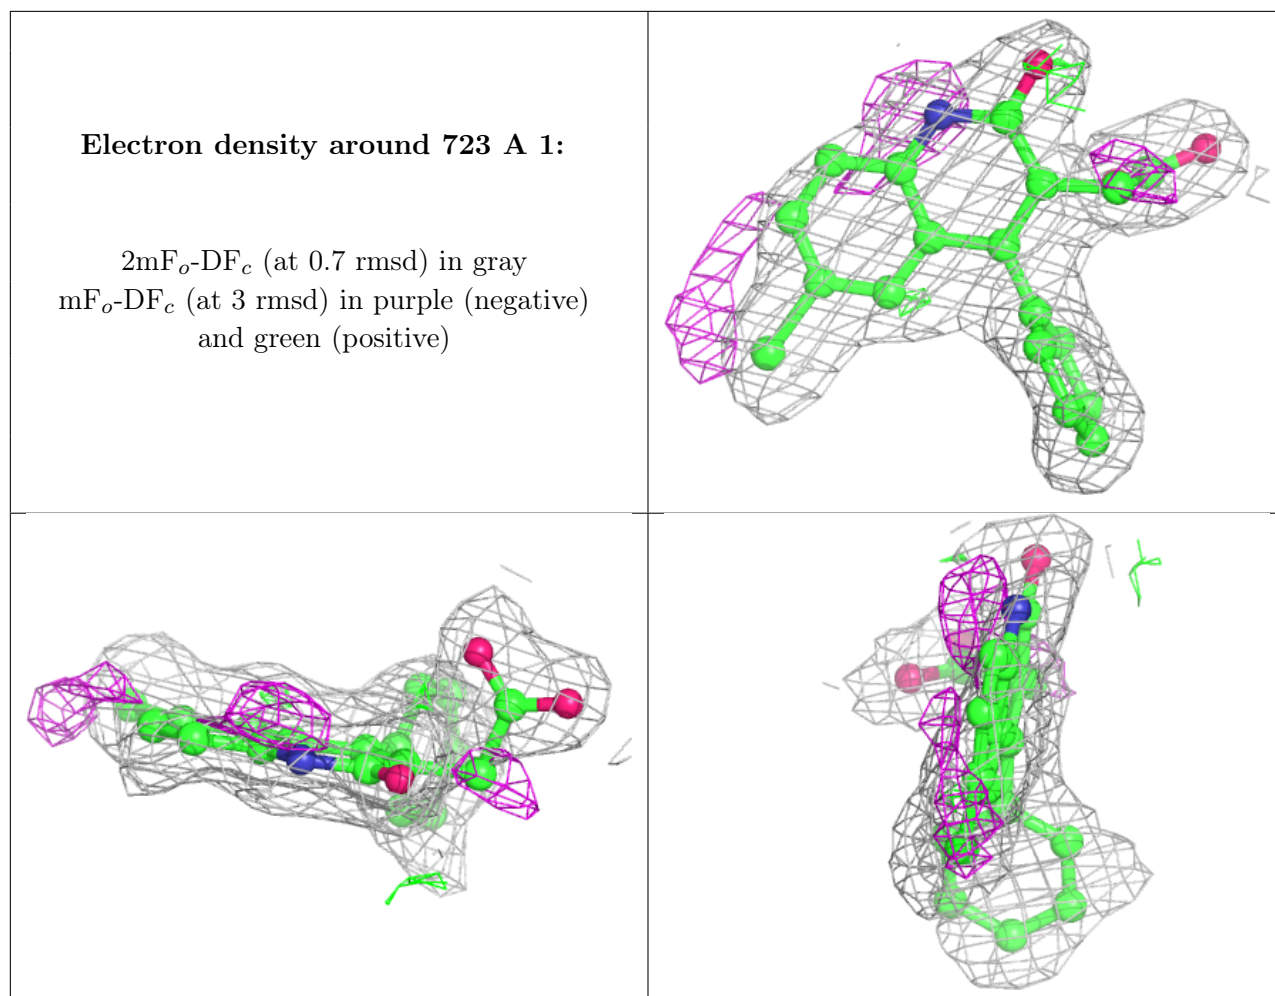 Electron density around 723 A 1:
2mFo-DFc (at 0.7 rmsd) in gray
mFo-DFc (at 3 rmsd) in purple (negative)
and green (positive)